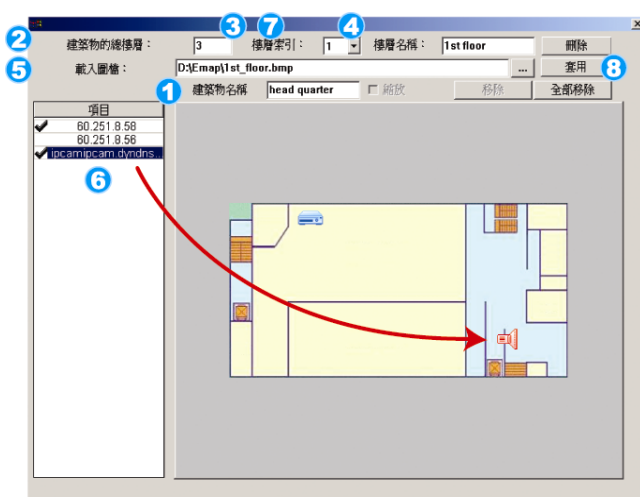 3 7 4
2 建築物的總樓層： 3 樓層索引： 1 樓層名稱： 1st floor 刪除
5 載入圖檔： D:\Emap\1st_floor.bmp ... 套用 8
1 建築物名稱 head quarter 縮放 移除 全部移除
項目
60.251.8.58
60.251.8.56
ipcamipcam.dyndns...
6